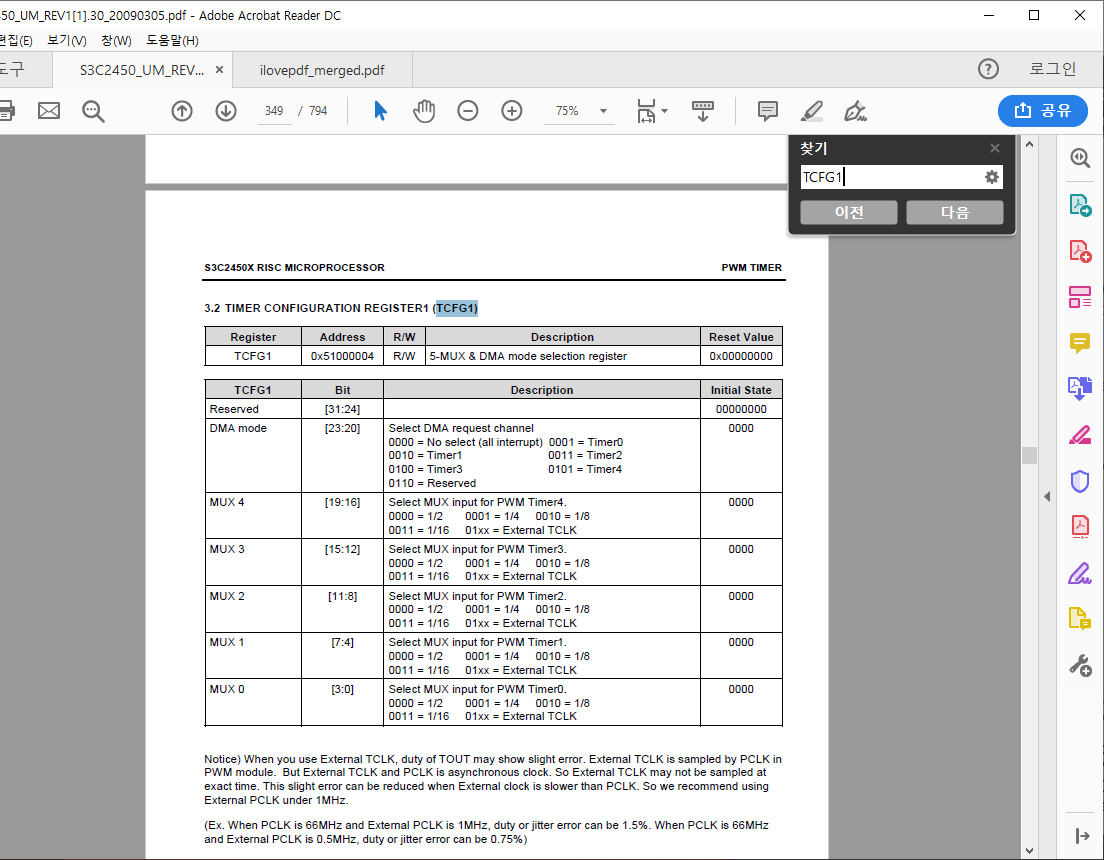 50_UM_REV1[1].30_20090305.pdf - Adobe Acrobat Reader DC
편집(E) 보기(V) 창(W) 도움말(H)
도구 S3C2450_UM_REV... × ilovepdf_merged.pdf ? 로그인
349 / 794 75% 공유
찾기
TCFG1
이전 다음
S3C2450X RISC MICROPROCESSOR PWM TIMER
3.2 TIMER CONFIGURATION REGISTER1 (TCFG1)
Register Address R/W Description Reset Value
TCFG1 0x51000004 R/W 5-MUX & DMA mode selection register 0x00000000
TCFG1 Bit Description Initial State
Reserved [31:24] 00000000
DMA mode [23:20] Select DMA request channel 0000
0000 = No select (all interrupt) 0001 = Timer0
0010 = Timer1 0011 = Timer2
0100 = Timer3 0101 = Timer4
0110 = Reserved
MUX 4 [19:16] Select MUX input for PWM Timer4. 0000
0000 = 1/2 0001 = 1/4 0010 = 1/8
0011 = 1/16 01xx = External TCLK
MUX 3 [15:12] Select MUX input for PWM Timer3. 0000
0000 = 1/2 0001 = 1/4 0010 = 1/8
0011 = 1/16 01xx = External TCLK
MUX 2 [11:8] Select MUX input for PWM Timer2. 0000
0000 = 1/2 0001 = 1/4 0010 = 1/8
0011 = 1/16 01xx = External TCLK
MUX 1 [7:4] Select MUX input for PWM Timer1. 0000
0000 = 1/2 0001 = 1/4 0010 = 1/8
0011 = 1/16 01xx = External TCLK
MUX 0 [3:0] Select MUX input for PWM Timer0. 0000
0000 = 1/2 0001 = 1/4 0010 = 1/8
0011 = 1/16 01xx = External TCLK
Notice) When you use External TCLK, duty of TOUT may show slight error. External TCLK is sampled by PCLK in
PWM module. But External TCLK and PCLK is asynchronous clock. So External TCLK may not be sampled at
exact time. This slight error can be reduced when External clock is slower than PCLK. So we recommend using
External PCLK under 1MHz.
(Ex. When PCLK is 66MHz and External PCLK is 1MHz, duty or jitter error can be 1.5%. When PCLK is 66MHz
and External PCLK is 0.5MHz, duty or jitter error can be 0.75%)